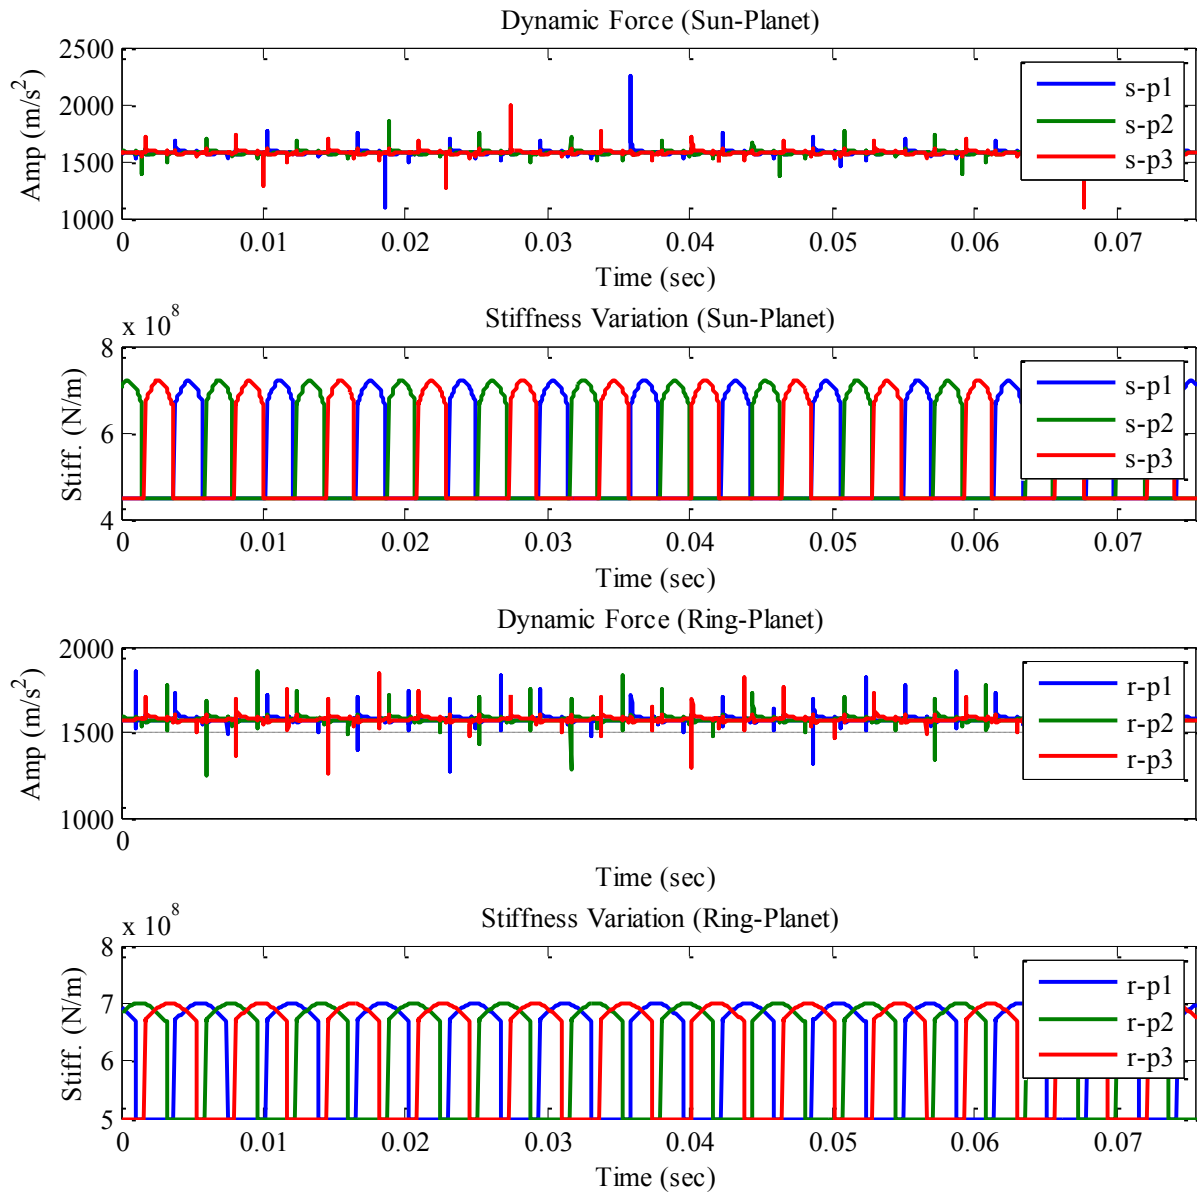 Dynamic Force (Sun-Planet)
Amp (m/s²)
2500
2000
1500
1000
0 0.01 0.02 0.03 0.04 0.05 0.06 0.07
Time (sec)
s-p1
s-p2
s-p3
Stiffness Variation (Sun-Planet)
x 10⁸
Stiff. (N/m)
8
6
4
0 0.01 0.02 0.03 0.04 0.05 0.06 0.07
Time (sec)
s-p1
s-p2
s-p3
Dynamic Force (Ring-Planet)
Amp (m/s²)
2000
1500
1000
0
Time (sec)
r-p1
r-p2
r-p3
Stiffness Variation (Ring-Planet)
x 10⁸
Stiff. (N/m)
8
7
6
5
0 0.01 0.02 0.03 0.04 0.05 0.06 0.07
Time (sec)
r-p1
r-p2
r-p3